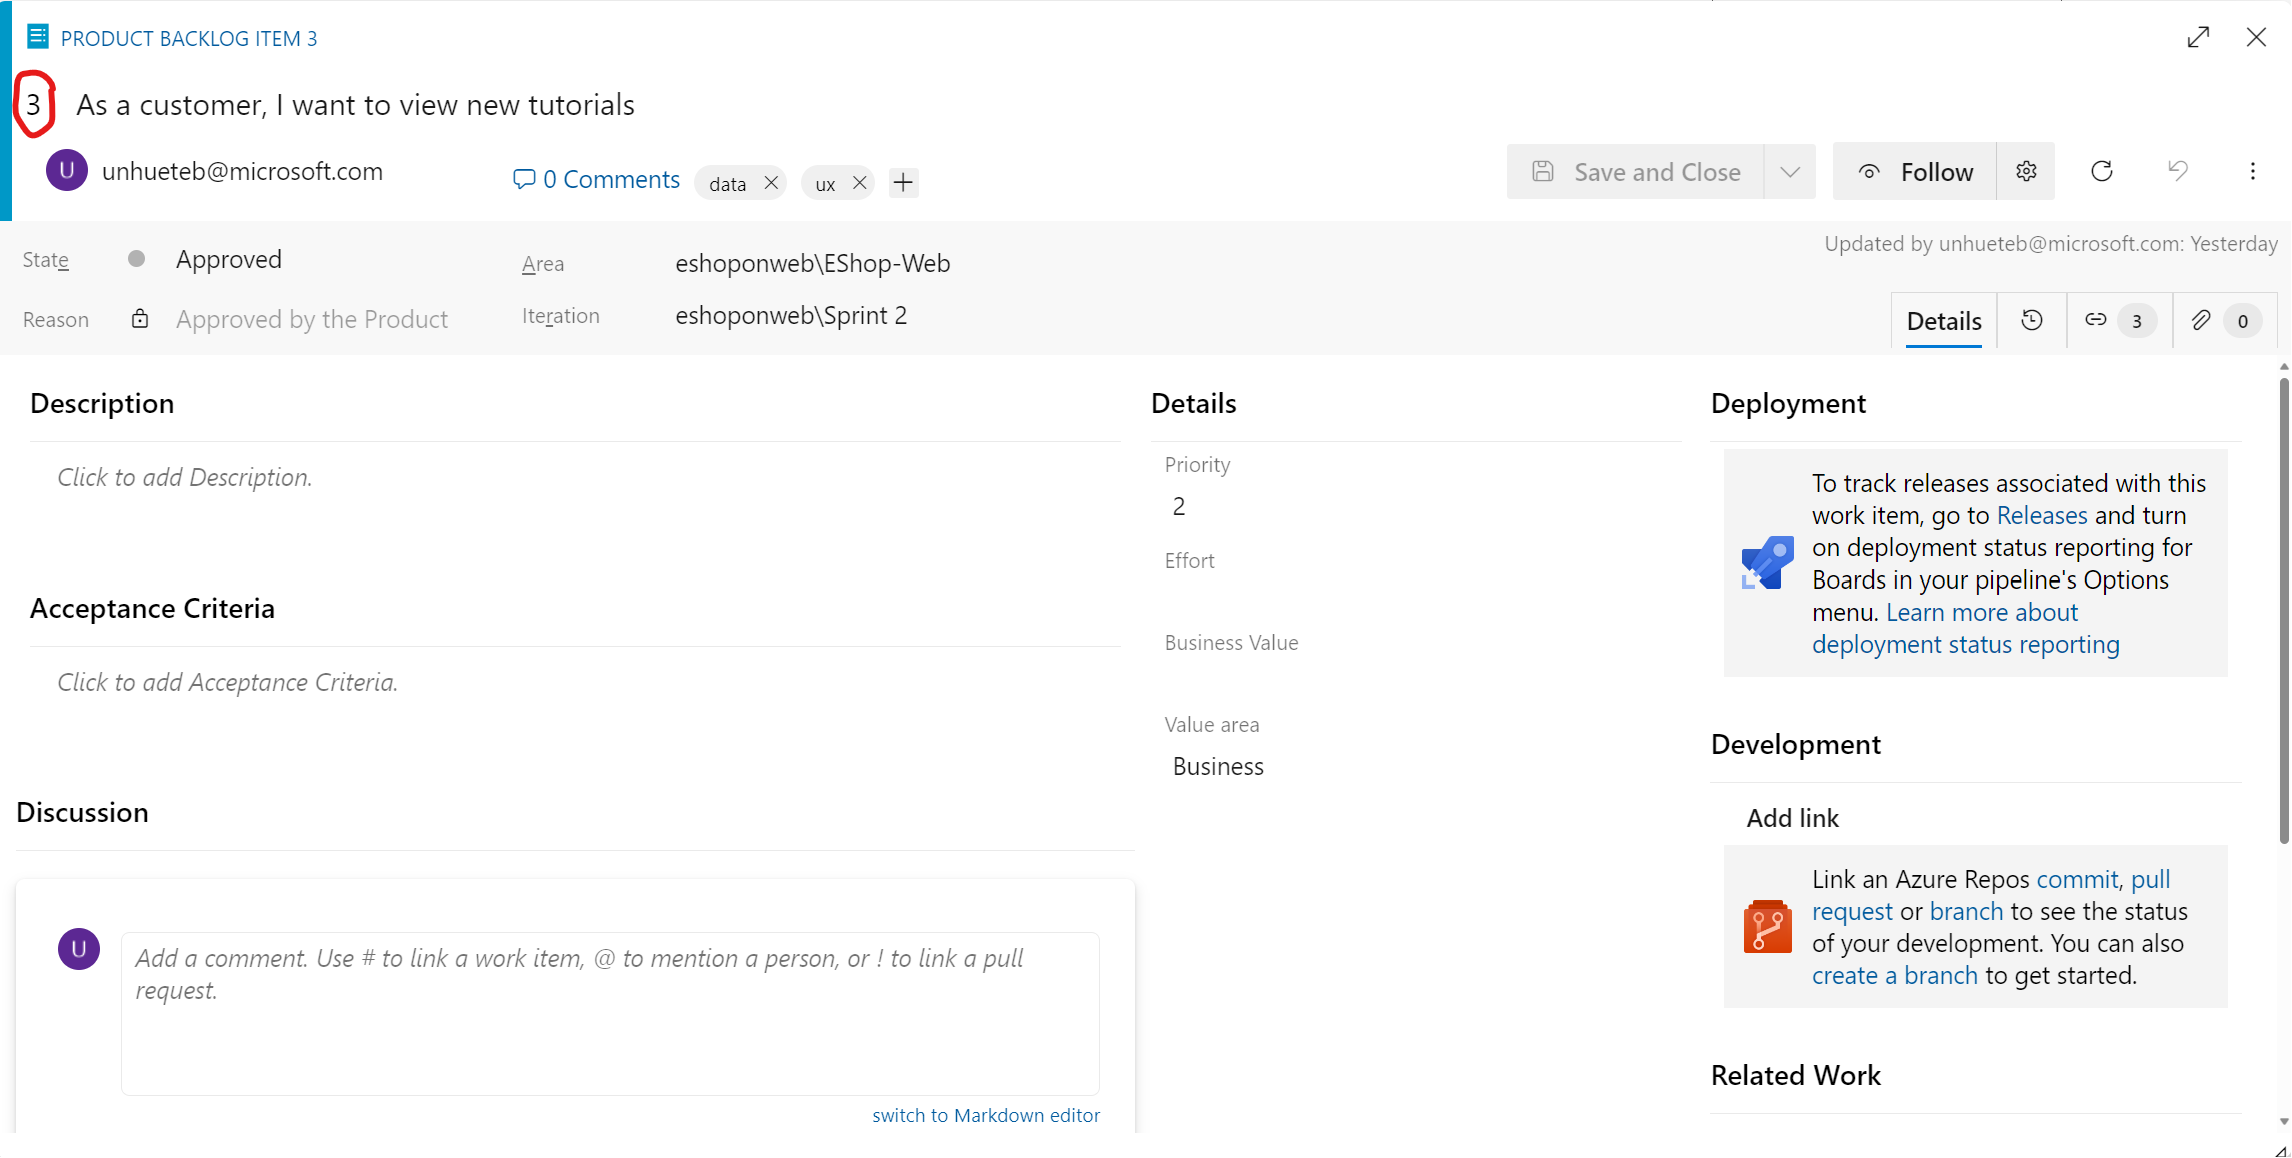 PRODUCT BACKLOG ITEM 3
3 As a customer, I want to view new tutorials
U unhueteb@microsoft.com
0 Comments
data
ux
Save and Close
Follow
State
Approved
Area
eshoponweb\EShop-Web
Updated by unhueteb@microsoft.com: Yesterday
Reason
Approved by the Product
Iteration
eshoponweb\Sprint 2
Details
3
0
Description
Click to add Description.
Acceptance Criteria
Click to add Acceptance Criteria.
Discussion
U
Add a comment. Use # to link a work item, @ to mention a person, or ! to link a pull
request.
switch to Markdown editor
Details
Priority
2
Effort
Business Value
Value area
Business
Deployment
To track releases associated with this
work item, go to Releases and turn
on deployment status reporting for
Boards in your pipeline's Options
menu. Learn more about
deployment status reporting
Development
Add link
Link an Azure Repos commit, pull
request or branch to see the status
of your development. You can also
create a branch to get started.
Related Work